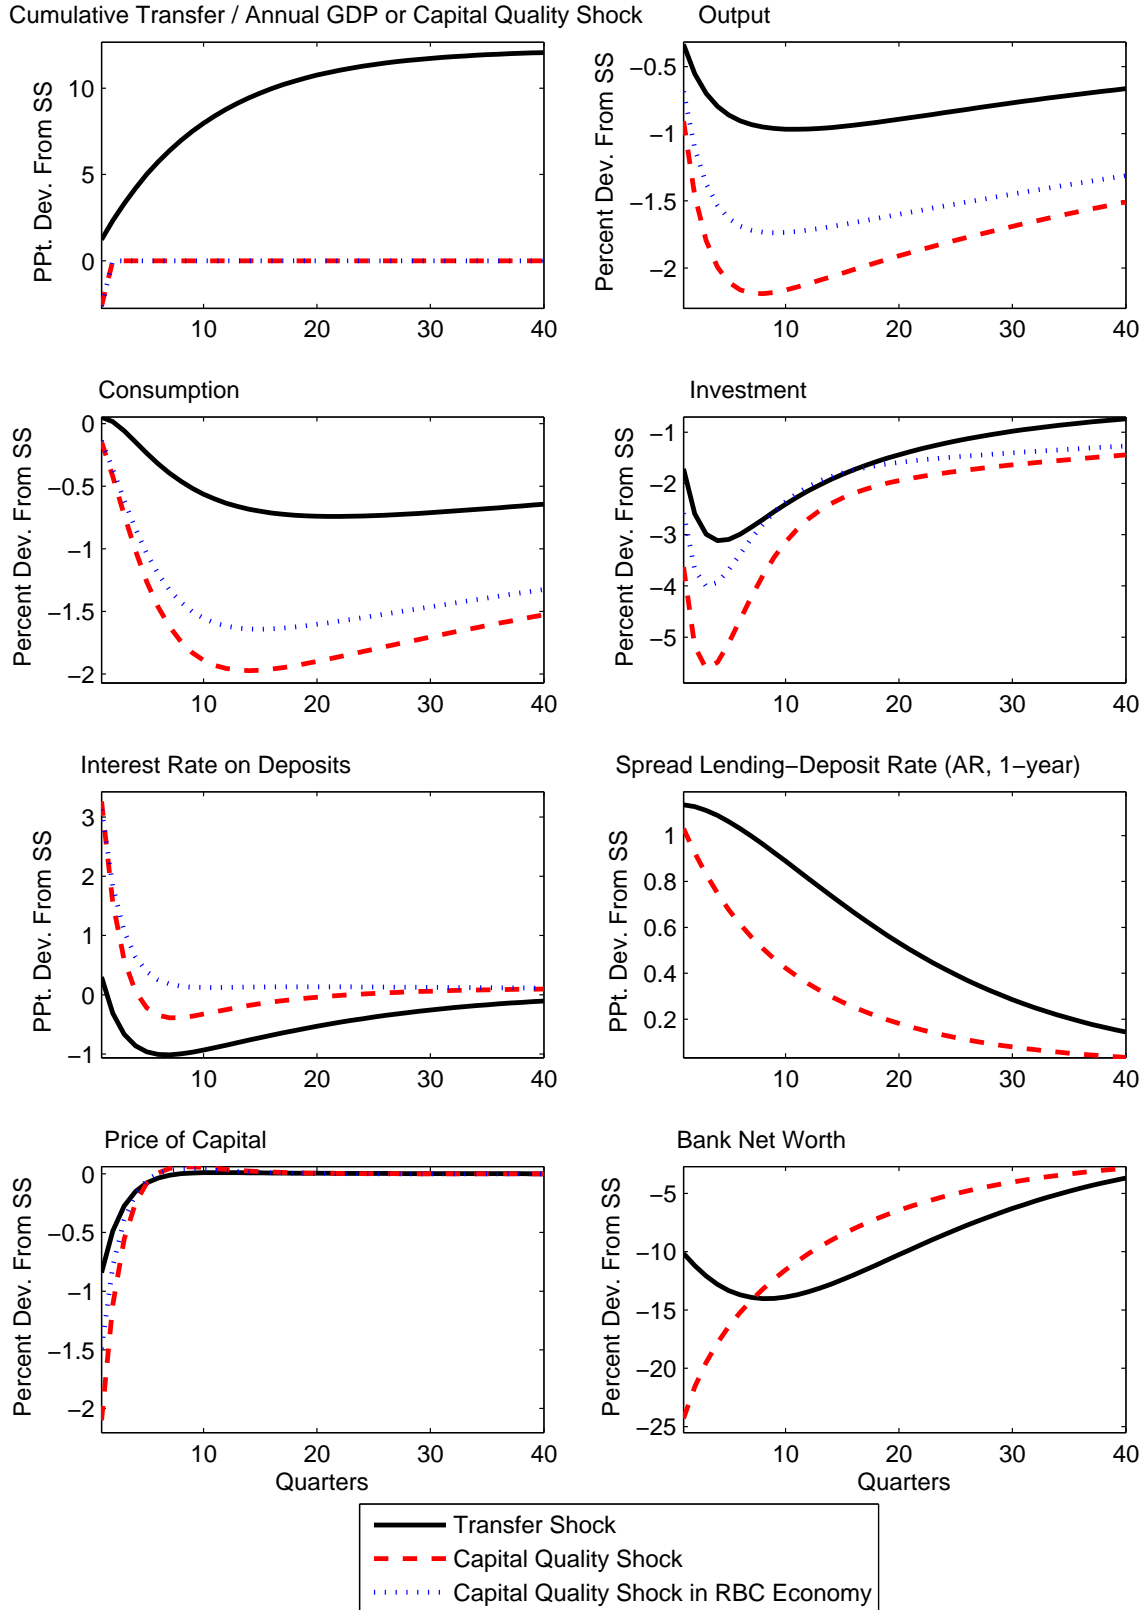 Cumulative Transfer / Annual GDP or Capital Quality Shock
PPt. Dev. From SS
10
5
0
10 20 30 40
Output
Percent Dev. From SS
−0.5
−1
−1.5
−2
10 20 30 40
Consumption
Percent Dev. From SS
0
−0.5
−1
−1.5
−2
10 20 30 40
Investment
Percent Dev. From SS
−1
−2
−3
−4
−5
10 20 30 40
Interest Rate on Deposits
PPt. Dev. From SS
3
2
1
0
−1
10 20 30 40
Spread Lending−Deposit Rate (AR, 1−year)
PPt. Dev. From SS
1
0.8
0.6
0.4
0.2
10 20 30 40
Price of Capital
Percent Dev. From SS
0
−0.5
−1
−1.5
−2
10 20 30 40
Quarters
Bank Net Worth
Percent Dev. From SS
−5
−10
−15
−20
−25
10 20 30 40
Quarters
Transfer Shock
Capital Quality Shock
Capital Quality Shock in RBC Economy